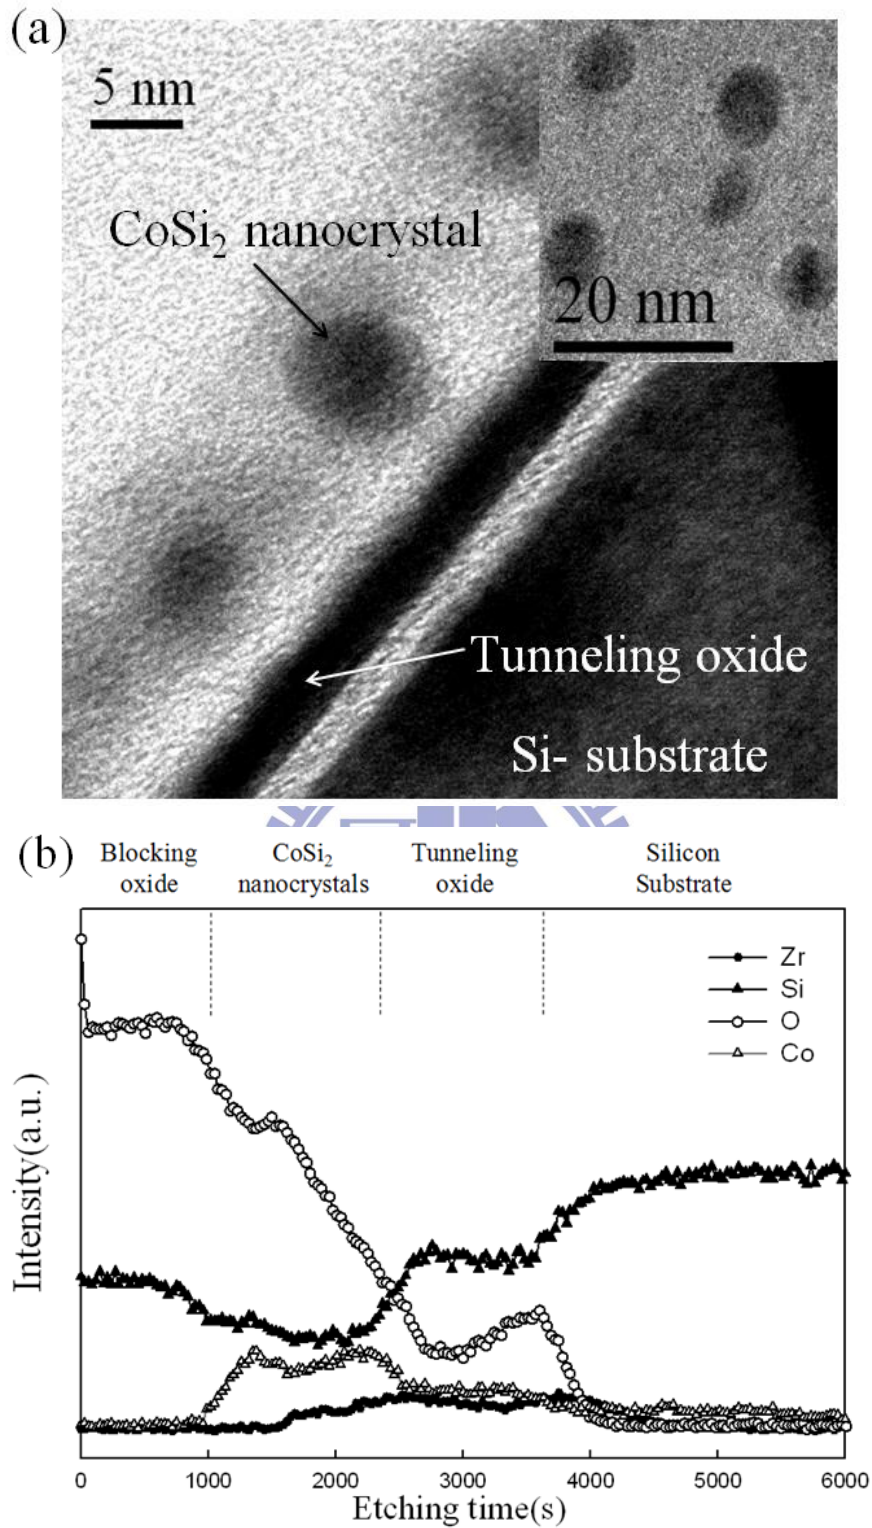 (a)
5 nm
CoSi₂ nanocrystal
20 nm
Tunneling oxide
Si- substrate
(b)
Blocking oxide
CoSi₂ nanocrystals
Tunneling oxide
Silicon Substrate
Zr
Si
O
Co
Intensity(a.u.)
0 1000 2000 3000 4000 5000 6000
Etching time(s)